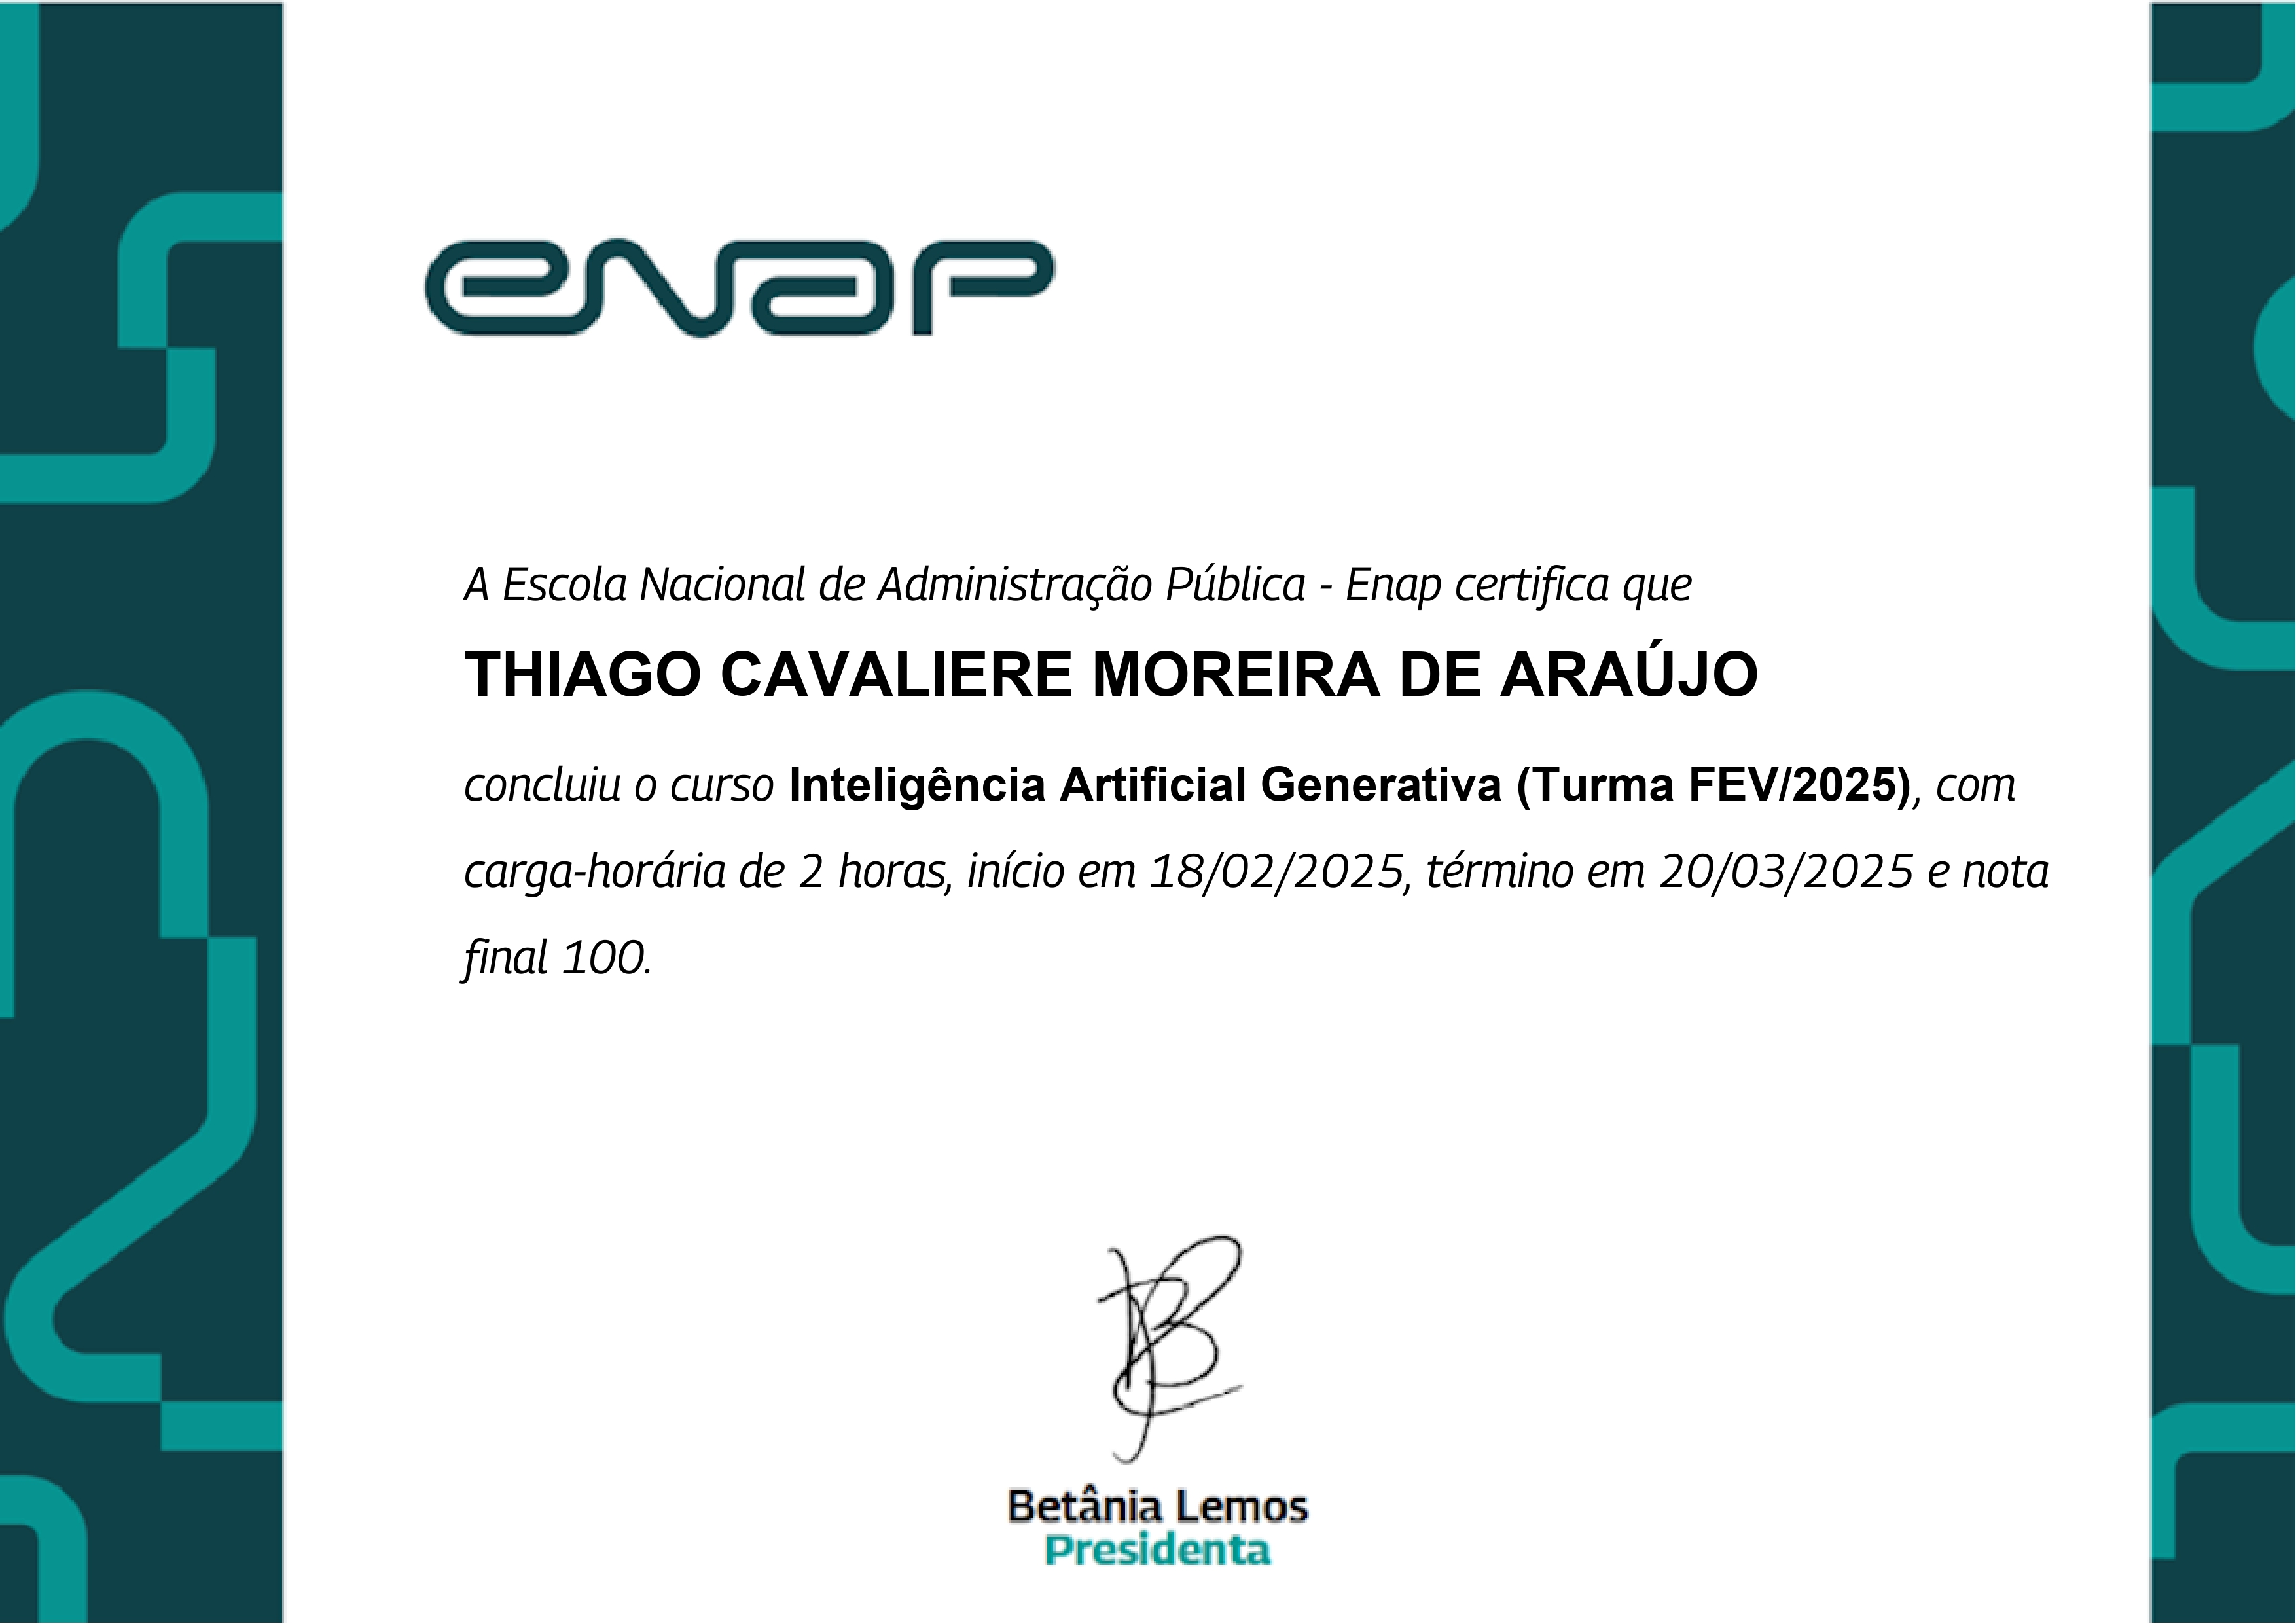 enap
A Escola Nacional de Administração Pública - Enap certifica que
THIAGO CAVALIERE MOREIRA DE ARAÚJO
concluiu o curso Inteligência Artificial Generativa (Turma FEV/2025), com
carga-horária de 2 horas, início em 18/02/2025, término em 20/03/2025 e nota
final 100.
Betânia Lemos
Presidenta